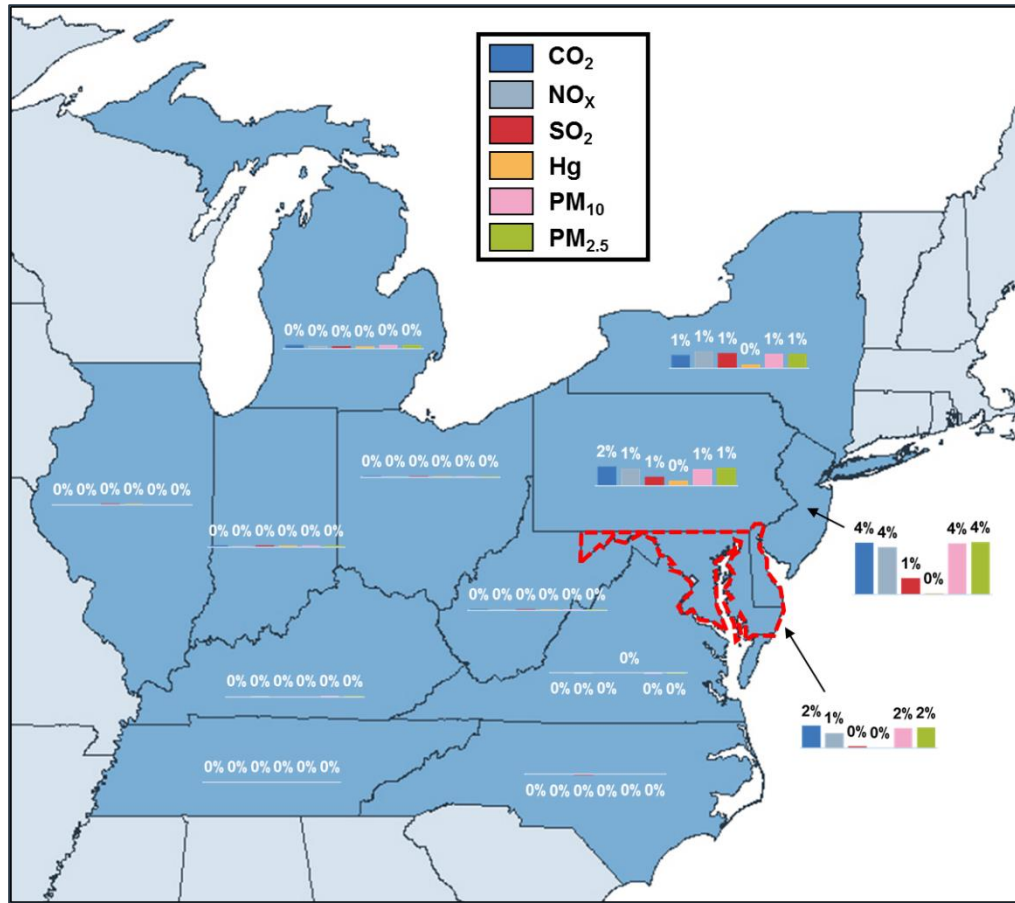 CO₂
NOₓ
SO₂
Hg
PM₁₀
PM₂.₅
0% 0% 0% 0% 0% 0%
1% 1% 1% 0% 1% 1%
2% 1% 1% 0% 1% 1%
0% 0% 0% 0% 0% 0%
0% 0% 0% 0% 0% 0%
0% 0% 0% 0% 0% 0%
4% 4% 1% 0% 4% 4%
0% 0% 0% 0% 0% 0%
0%
0% 0% 0% 0% 0%
0% 0% 0% 0% 0% 0%
2% 1% 0% 0% 2% 2%
0% 0% 0% 0% 0% 0%
0% 0% 0% 0% 0% 0%